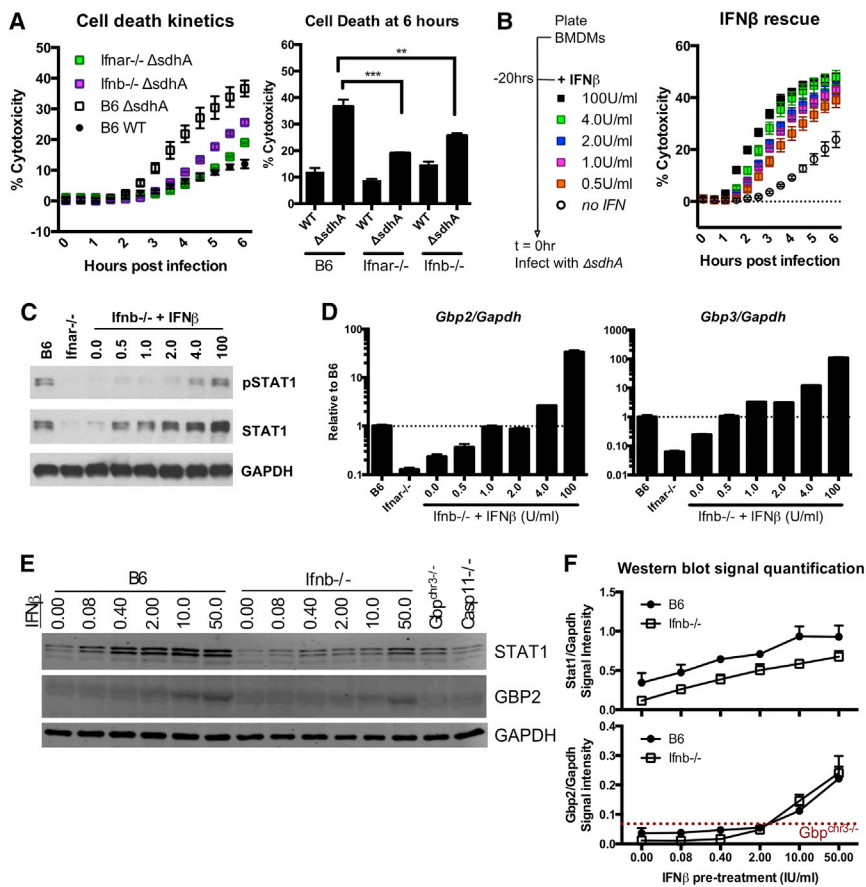 A
Cell death kinetics
% Cytotoxicity
50
40
30
20
10
0
-10
Ifnar-/- ΔsdhA
Ifnb-/- ΔsdhA
B6 ΔsdhA
B6 WT
0 1 2 3 4 5 6
Hours post infection
Cell Death at 6 hours
% Cytotoxicity
60
50
40
30
20
10
0
**
***
WT ΔsdhA WT ΔsdhA WT ΔsdhA
B6 Ifnar-/- Ifnb-/-
B
Plate
BMDMs
-20hrs
+ IFNβ
100U/ml
4.0U/ml
2.0U/ml
1.0U/ml
0.5U/ml
no IFN
t = 0hr
Infect with ΔsdhA
IFNβ rescue
% Cytotoxicity
60
40
20
0
0 1 2 3 4 5 6
Hours post infection
C
Ifnb-/- + IFNβ
B6 Ifnar-/- 0.0 0.5 1.0 2.0 4.0 100
pSTAT1
STAT1
GAPDH
D
Gbp2/Gapdh
Relative to B6
100
10
1
0.1
B6 Ifnar-/- 0.0 0.5 1.0 2.0 4.0 100
Ifnb-/- + IFNβ (U/ml)
Gbp3/Gapdh
1000
100
10
1
0.1
0.01
B6 Ifnar-/- 0.0 0.5 1.0 2.0 4.0 100
Ifnb-/- + IFNβ (U/ml)
E
B6 Ifnb-/-
IFNβ 0.00 0.08 0.40 2.00 10.0 50.0 0.00 0.08 0.40 2.00 10.0 50.0 Gbpchr3-/- Casp11-/-
STAT1
GBP2
GAPDH
F
Western blot signal quantification
Stat1/Gapdh
Signal Intensity
1.5
1.0
0.5
0.0
B6
Ifnb-/-
Gbp2/Gapdh
Signal intensity
0.4
0.3
0.2
0.1
0.0
B6
Ifnb-/-
Gbpchr3-/-
0.00 0.08 0.40 2.00 10.00 50.00
IFNβ pre-treatment (IU/ml)